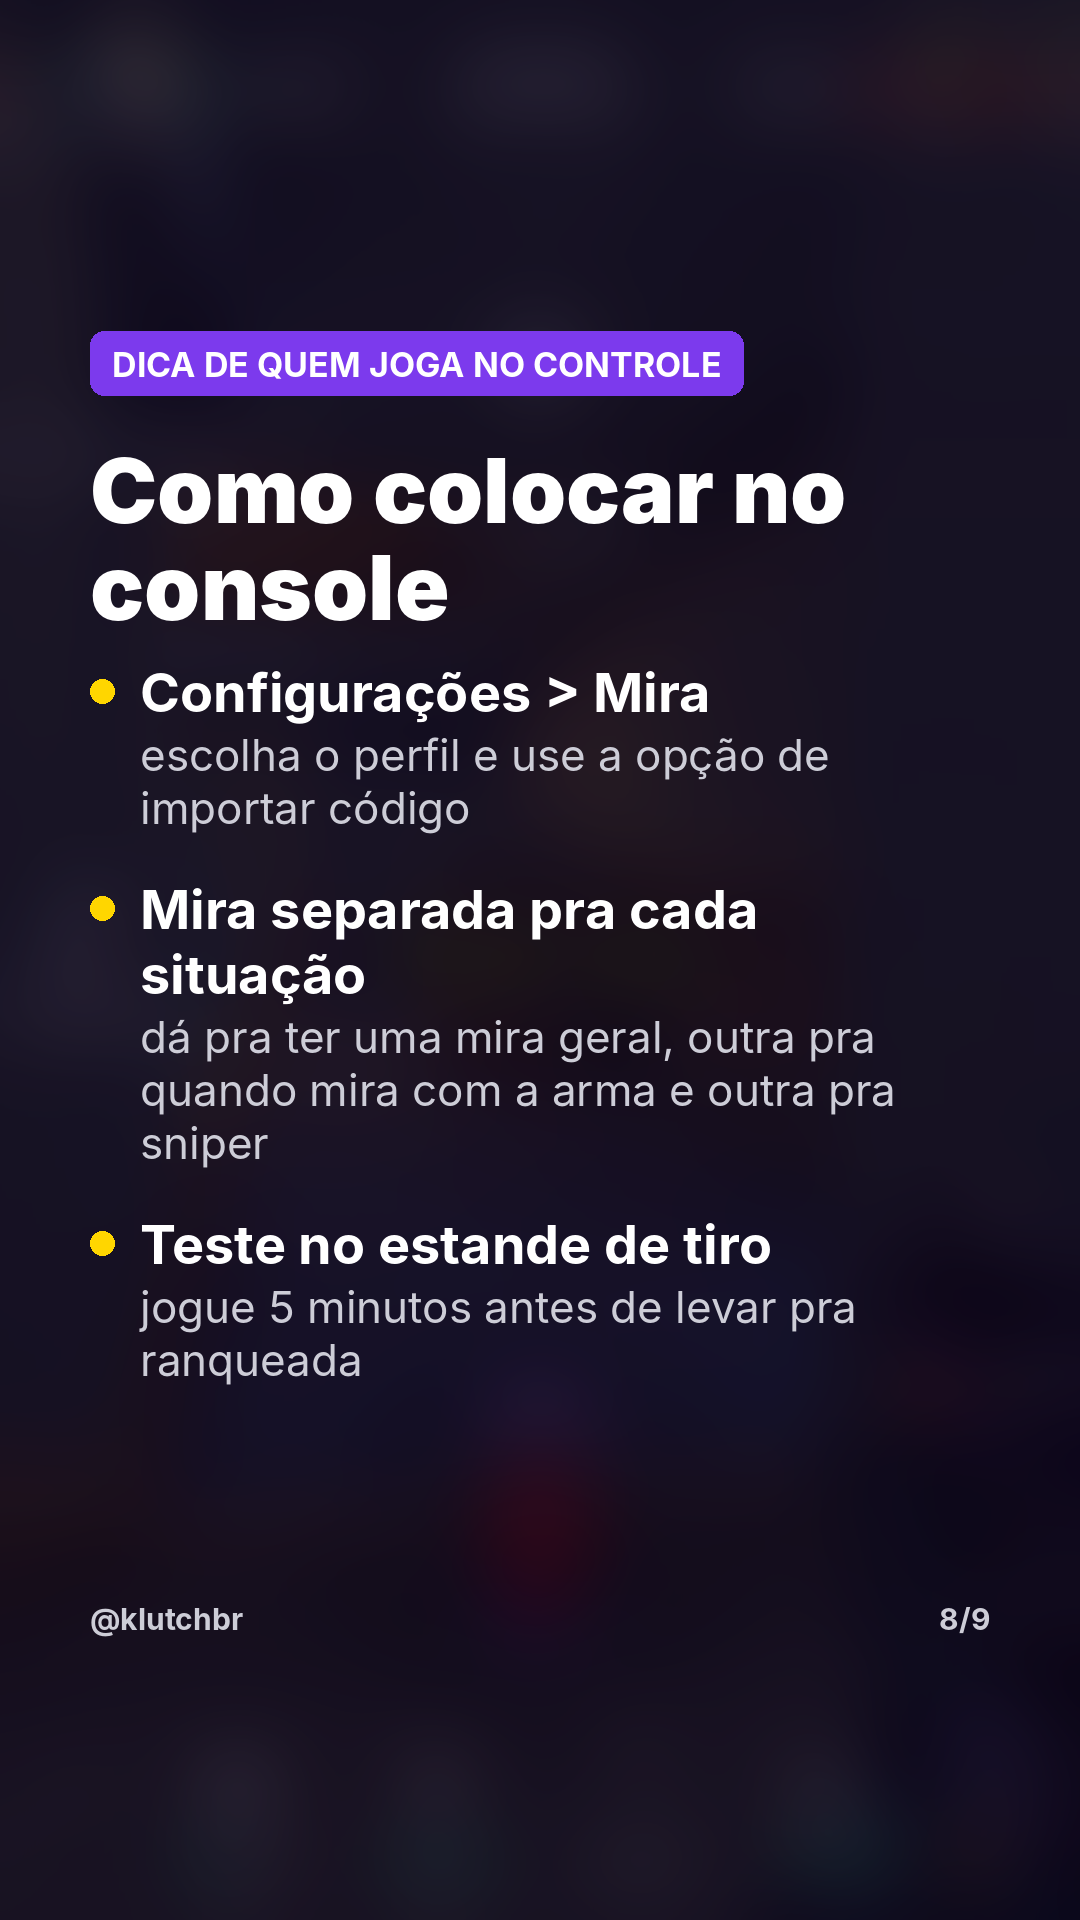 DICA DE QUEM JOGA NO CONTROLE
Como colocar no
console
Configurações > Mira
escolha o perfil e use a opção de
importar código
Mira separada pra cada
situação
dá pra ter uma mira geral, outra pra
quando mira com a arma e outra pra
sniper
Teste no estande de tiro
jogue 5 minutos antes de levar pra
ranqueada
@klutchbr
8/9